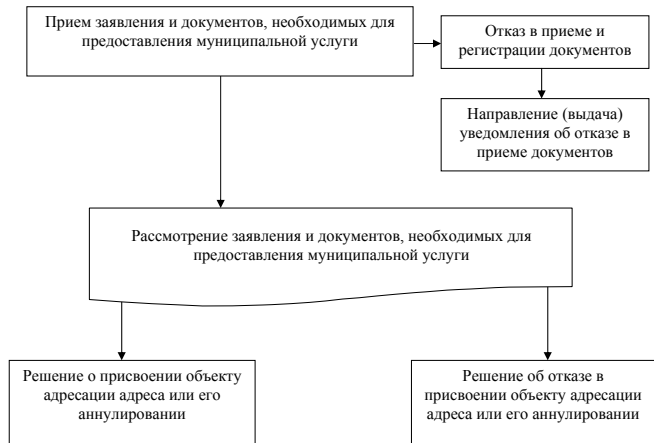 Прием заявления и документов, необходимых для
предоставления муниципальной услуги
Отказ в приеме и
регистрации документов
Направление (выдача)
уведомления об отказе в
приеме документов
Рассмотрение заявления и документов, необходимых для
предоставления муниципальной услуги
Решение о присвоении объекту
адресации адреса или его
аннулировании
Решение об отказе в
присвоении объекту адресации
адреса или его аннулировании